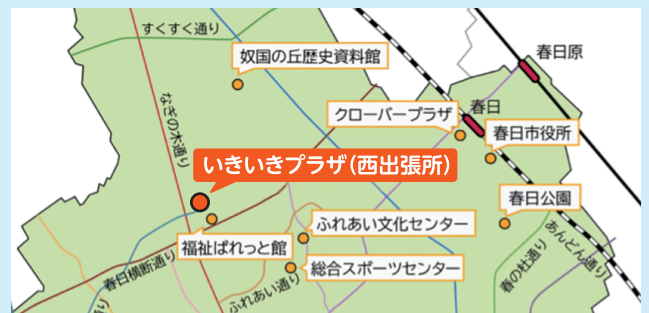 すくすく通り
奴国の丘歴史資料館
春日原
なぎの木通り
クローバープラザ
春日
春日市役所
いきいきプラザ(西出張所)
春日公園
ふれあい文化センター
福祉ぱれっと館
総合スポーツセンター
春日横断通り
ふれあい通り
春の杜通り
あんどん通り